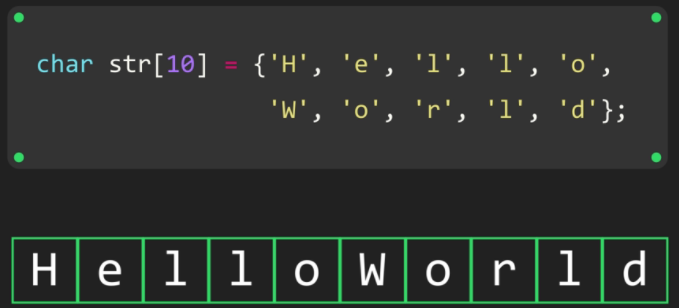 char str[10] = {'H', 'e', 'l', 'l', 'o',
'W', 'o', 'r', 'l', 'd'};
H e l l o W o r l d